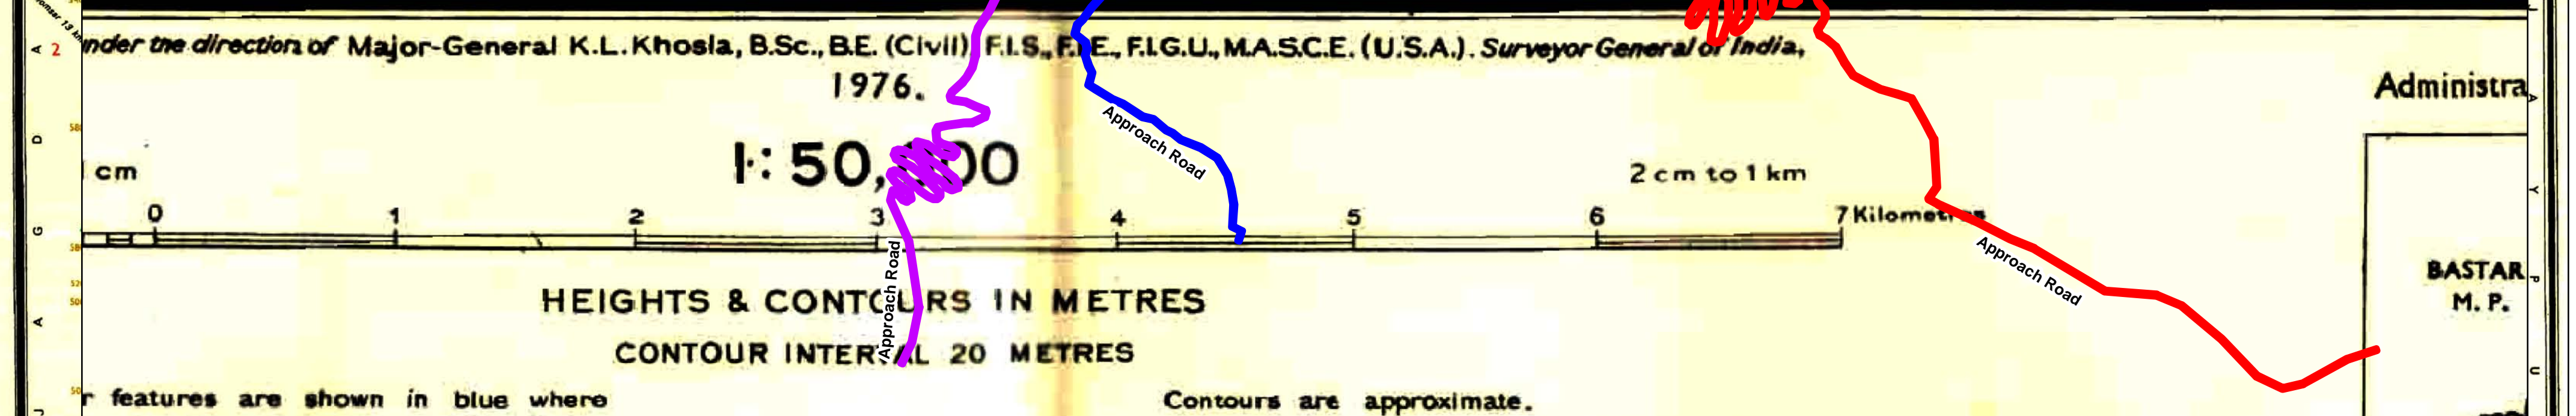 nder the direction of Major-General K.L. Khosla, B.Sc., B.E. (Civil) F.I.S., F.I.E., F.I.G.U., M.A.S.C.E. (U.S.A.). Surveyor General of India,
1976.
Administra
cm
1: 50,000
2 cm to 1 km
0 1 2 3 4 5 6 7 Kilometres
Approach Road
Approach Road
Approach Road
HEIGHTS & CONTOURS IN METRES
CONTOUR INTERVAL 20 METRES
BASTAR
M. P.
r features are shown in blue where
Contours are approximate.